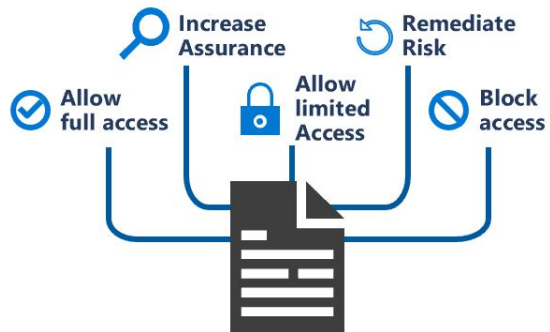 Increase
Assurance
Remediate
Risk
Allow
full access
Allow
limited
Access
Block
access